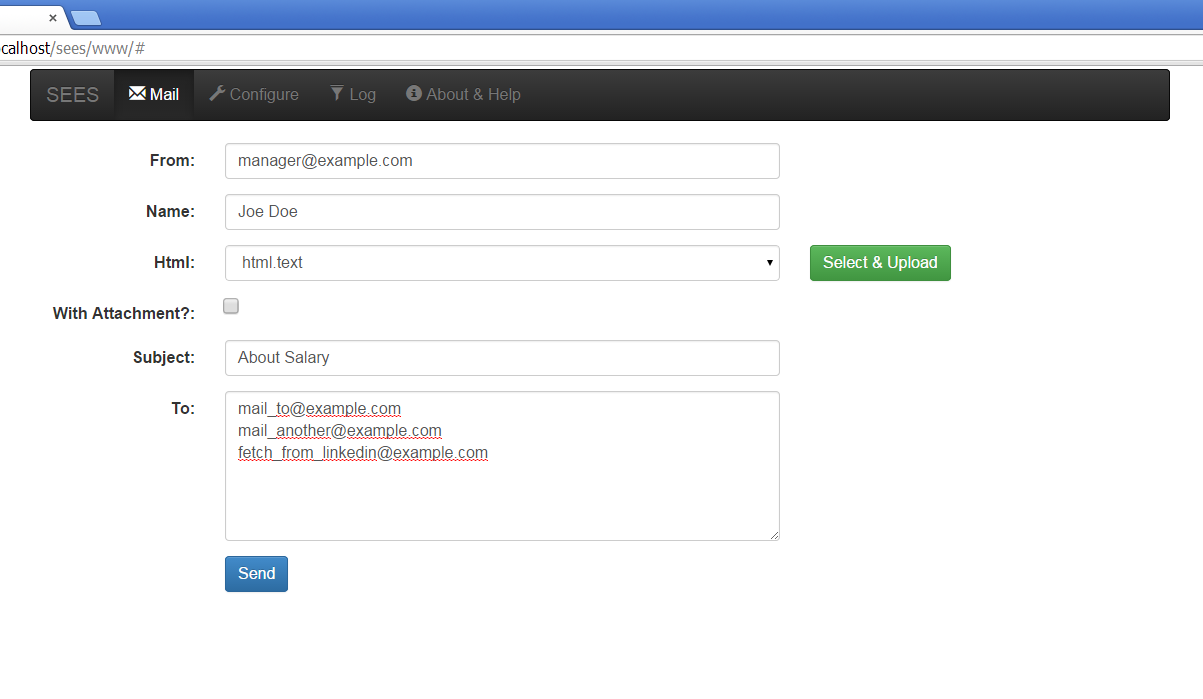 calhost/sees/www/#
SEES Mail Configure Log About & Help
From: manager@example.com
Name: Joe Doe
Html: html.text Select & Upload
With Attachment?:
Subject: About Salary
To: mail_to@example.com
mail_another@example.com
fetch_from_linkedin@example.com
Send